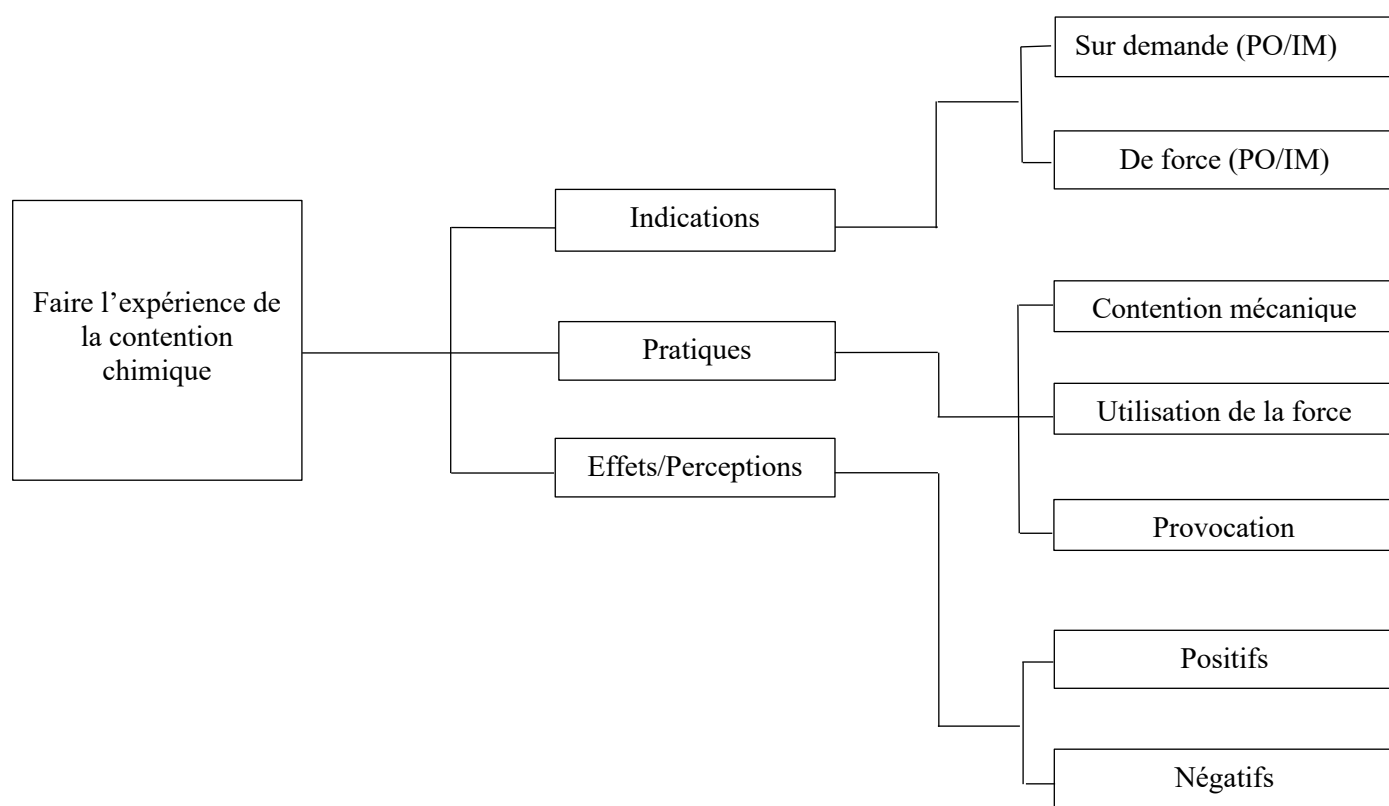 Faire l’expérience de
la contention
chimique
Indications
Pratiques
Effets/Perceptions
Sur demande (PO/IM)
De force (PO/IM)
Contention mécanique
Utilisation de la force
Provocation
Positifs
Négatifs